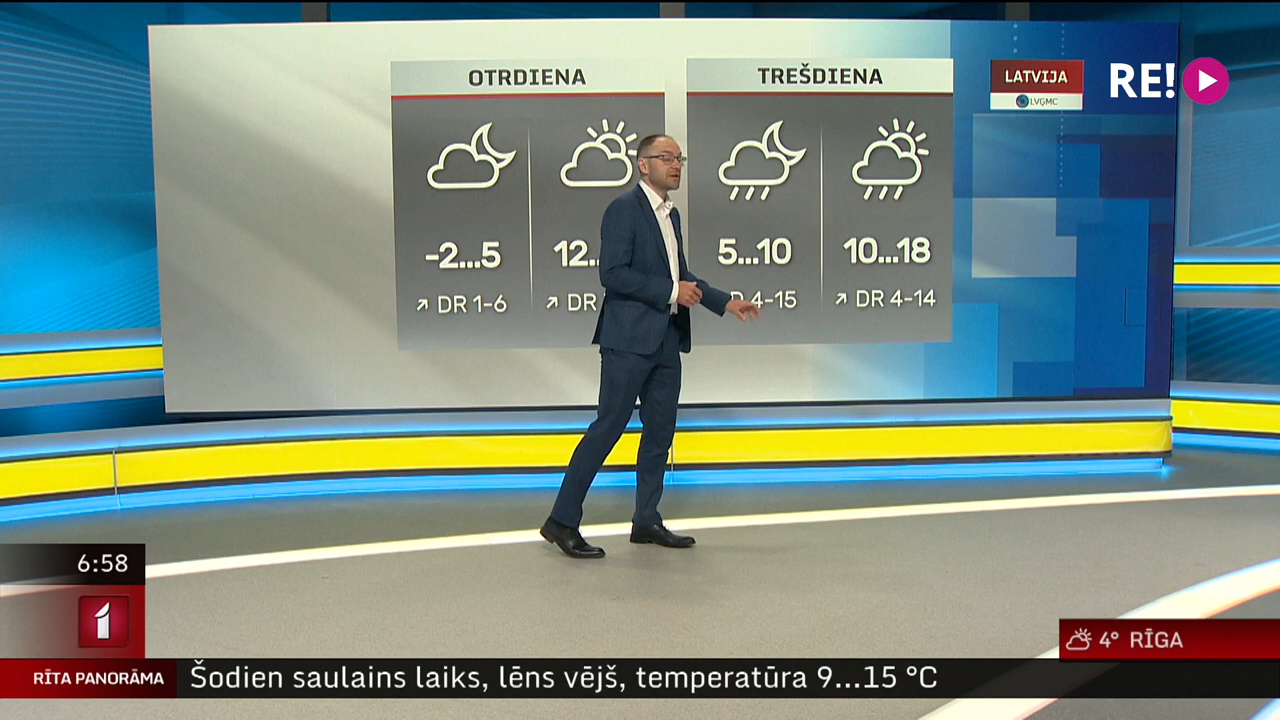 OTRDIENA
TREŠDIENA
LATVIJA
LVĢMC
RE!
-2...5
12..
5...10
10...18
DR 1-6
DR
D 4-15
DR 4-14
6:58
1
4° RĪGA
RĪTA PANORĀMA
Šodien saulains laiks, lēns vējš, temperatūra 9...15 °C